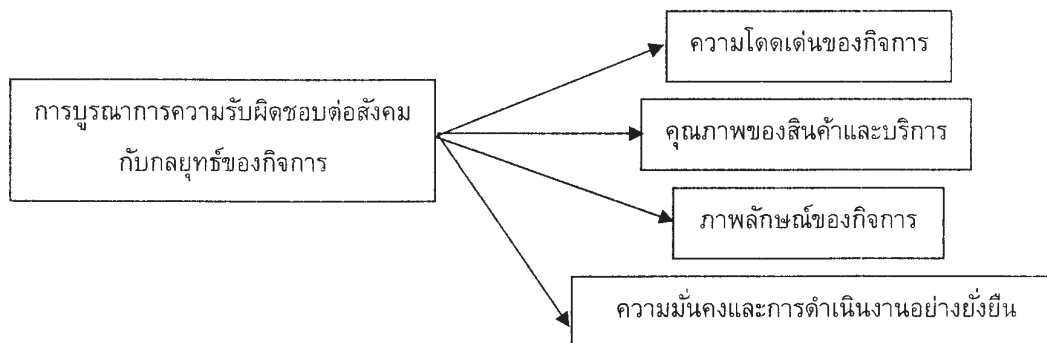 ความโดดเด่นของกิจการ
การบูรณาการความรับผิดชอบต่อสังคม
กับกลยุทธ์ของกิจการ
คุณภาพของสินค้าและบริการ
ภาพลักษณ์ของกิจการ
ความมั่นคงและการดำเนินงานอย่างยั่งยืน